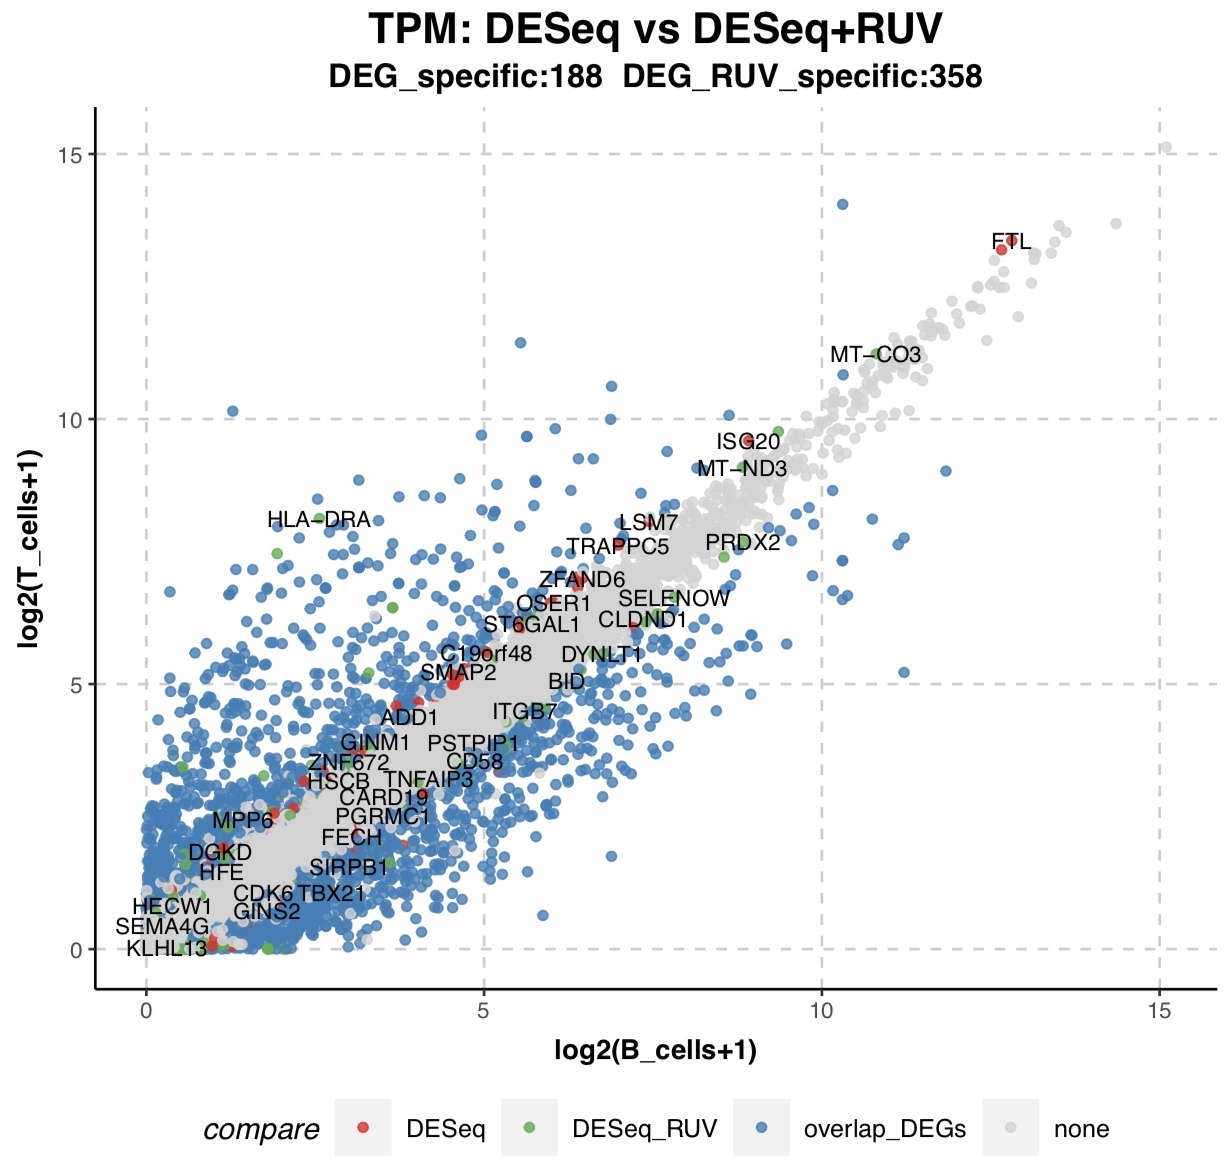 TPM: DESeq vs DESeq+RUV
DEG_specific:188 DEG_RUV_specific:358
log2(T_cells+1)
15
10
5
0
FTL
MT−CO3
ISG20
MT−ND3
HLA−DRA
LSM7
TRAPPC5
PRDX2
ZFAND6
OSER1
SELENOW
ST6GAL1
CLDND1
C19orf48
DYNLT1
SMAP2
BID
ADD1
ITGB7
GINM1
PSTPIP1
ZNF672
CD58
HSCB
TNFAIP3
CARD19
MPP6
PGRMC1
FECH
DGKD
HFE
SIRPB1
CDK6
TBX21
HECW1
GINS2
SEMA4G
KLHL13
0 5 10 15
log2(B_cells+1)
compare DESeq DESeq_RUV overlap_DEGs none